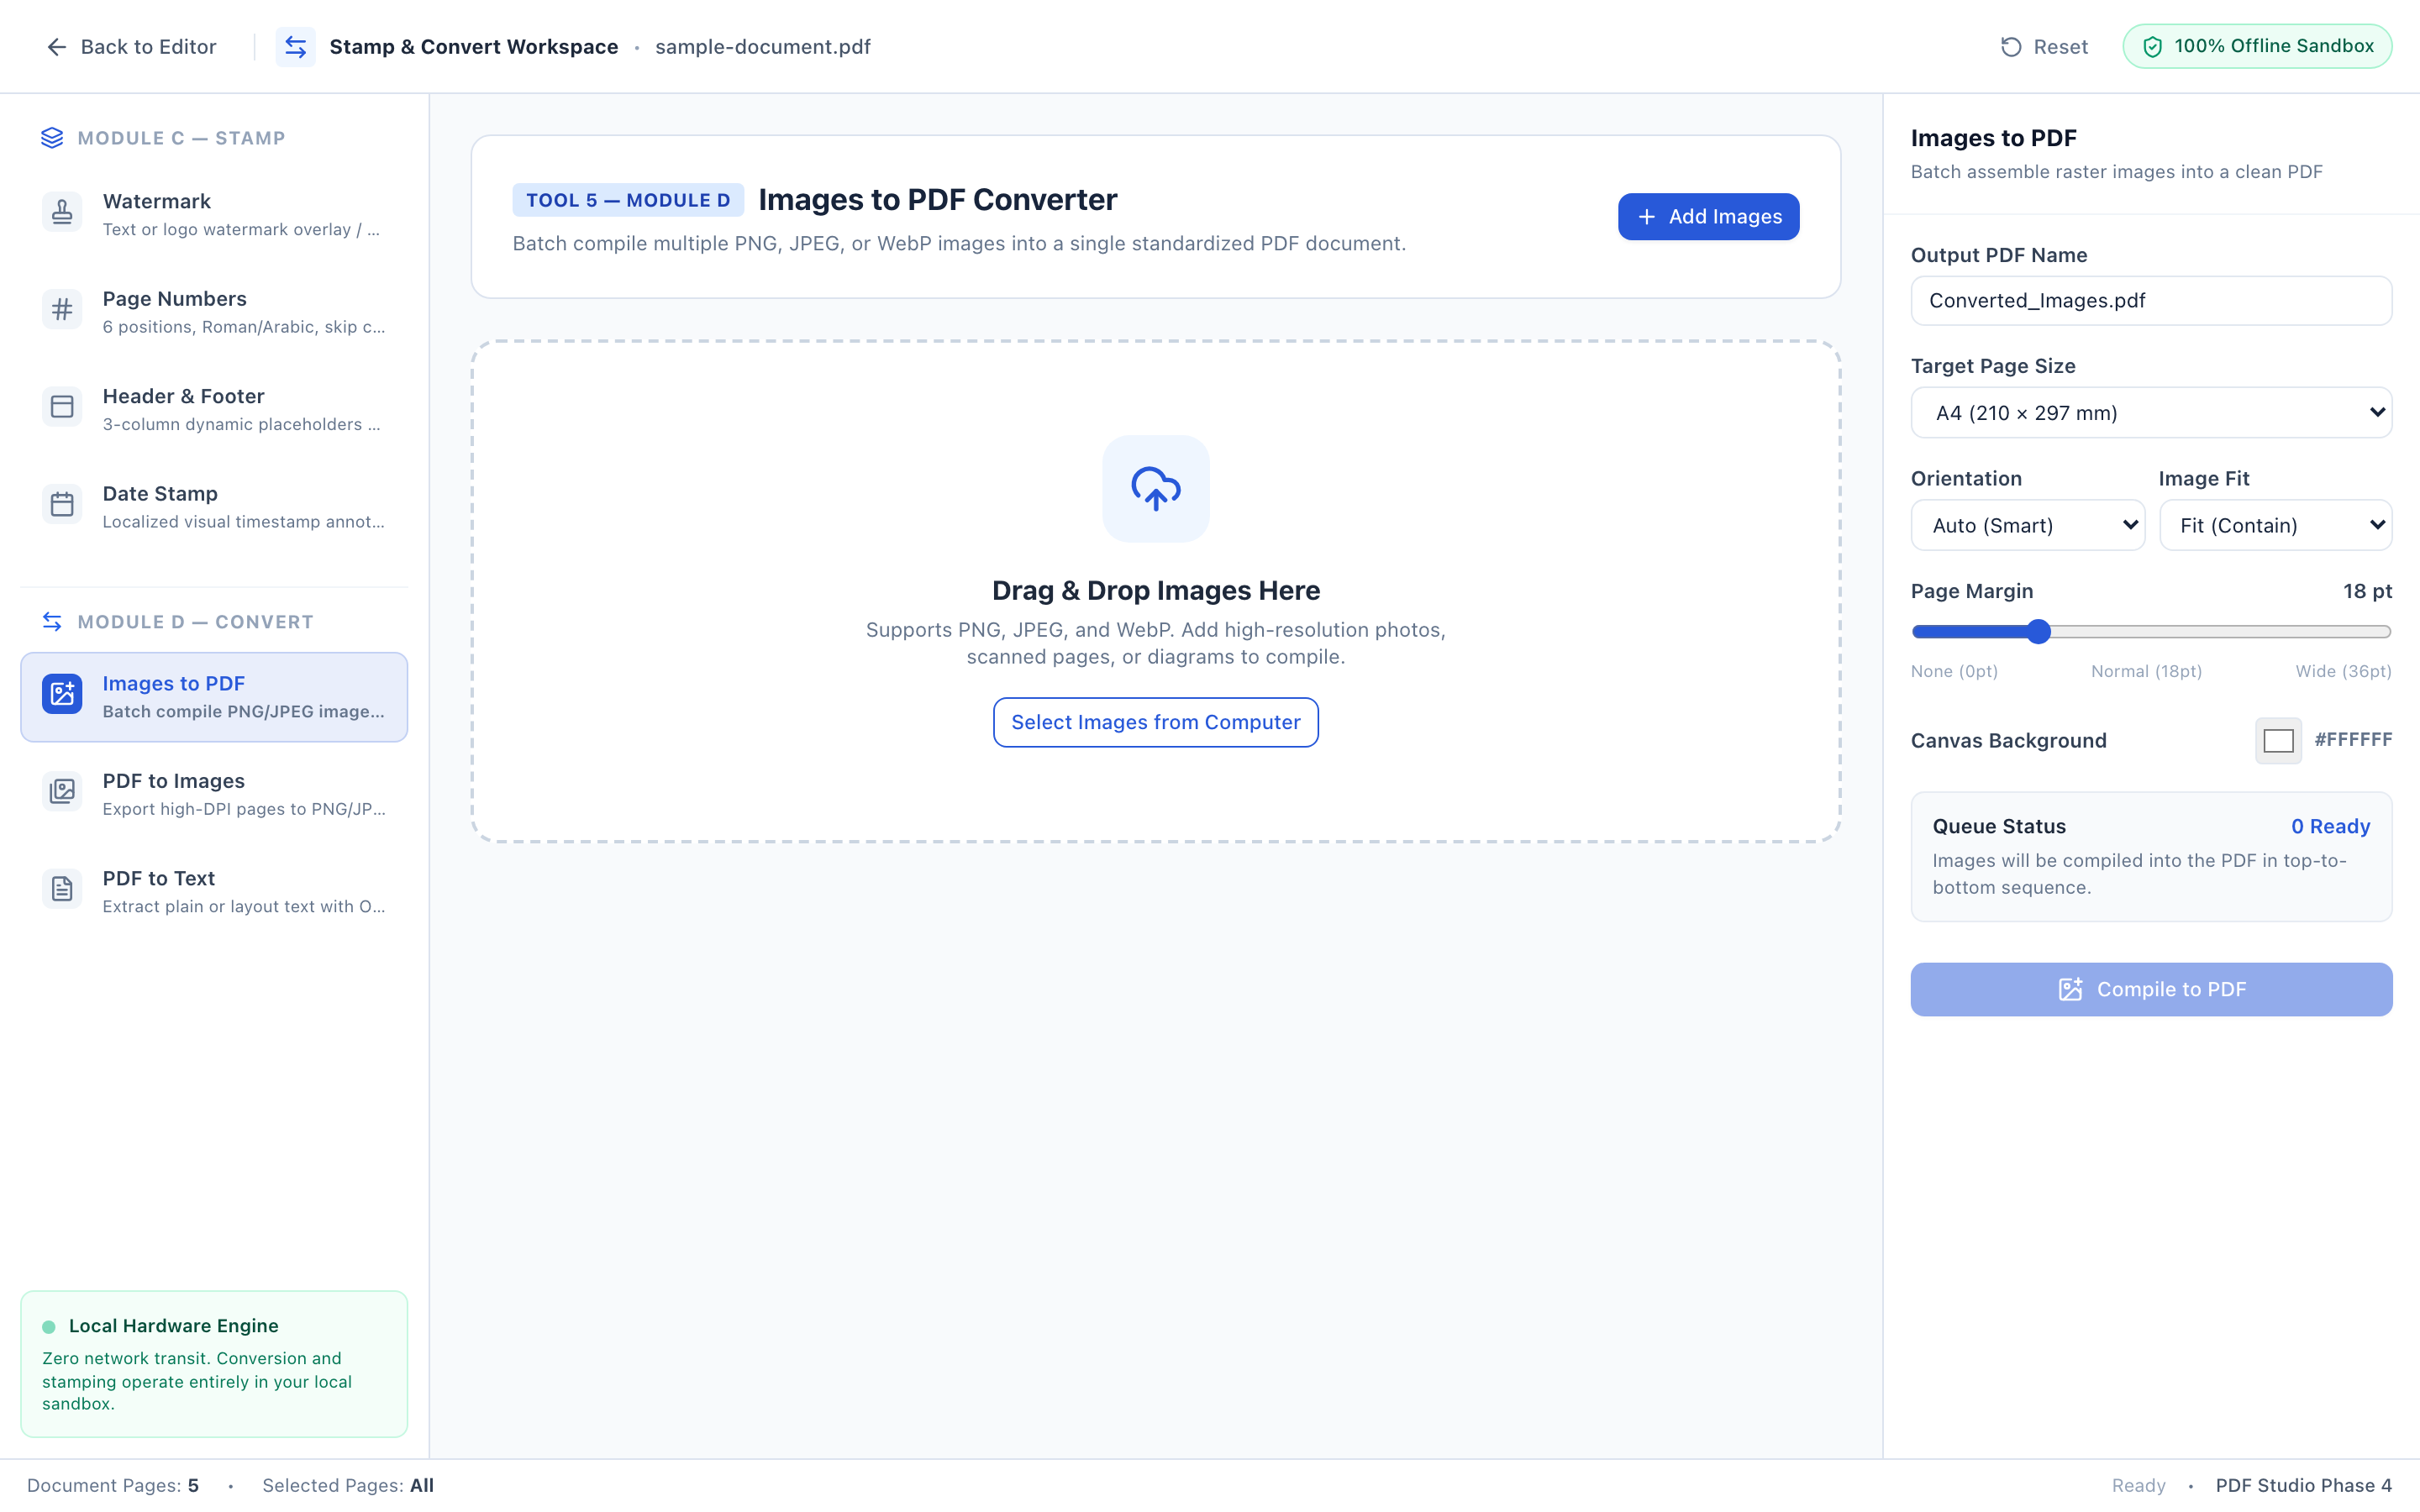 Back to Editor
Stamp & Convert Workspace • sample-document.pdf
Reset
100% Offline Sandbox
MODULE C — STAMP
Watermark
Text or logo watermark overlay / ...
Page Numbers
6 positions, Roman/Arabic, skip c...
Header & Footer
3-column dynamic placeholders ...
Date Stamp
Localized visual timestamp annot...
MODULE D — CONVERT
Images to PDF
Batch compile PNG/JPEG image...
PDF to Images
Export high-DPI pages to PNG/JP...
PDF to Text
Extract plain or layout text with O...
Local Hardware Engine
Zero network transit. Conversion and
stamping operate entirely in your local
sandbox.
TOOL 5 — MODULE D Images to PDF Converter
Batch compile multiple PNG, JPEG, or WebP images into a single standardized PDF document.
Add Images
Drag & Drop Images Here
Supports PNG, JPEG, and WebP. Add high-resolution photos,
scanned pages, or diagrams to compile.
Select Images from Computer
Images to PDF
Batch assemble raster images into a clean PDF
Output PDF Name
Converted_Images.pdf
Target Page Size
A4 (210 × 297 mm)
Orientation Image Fit
Auto (Smart) Fit (Contain)
Page Margin 18 pt
None (0pt) Normal (18pt) Wide (36pt)
Canvas Background #FFFFFF
Queue Status 0 Ready
Images will be compiled into the PDF in top-to-
bottom sequence.
Compile to PDF
Document Pages: 5 • Selected Pages: All
Ready • PDF Studio Phase 4